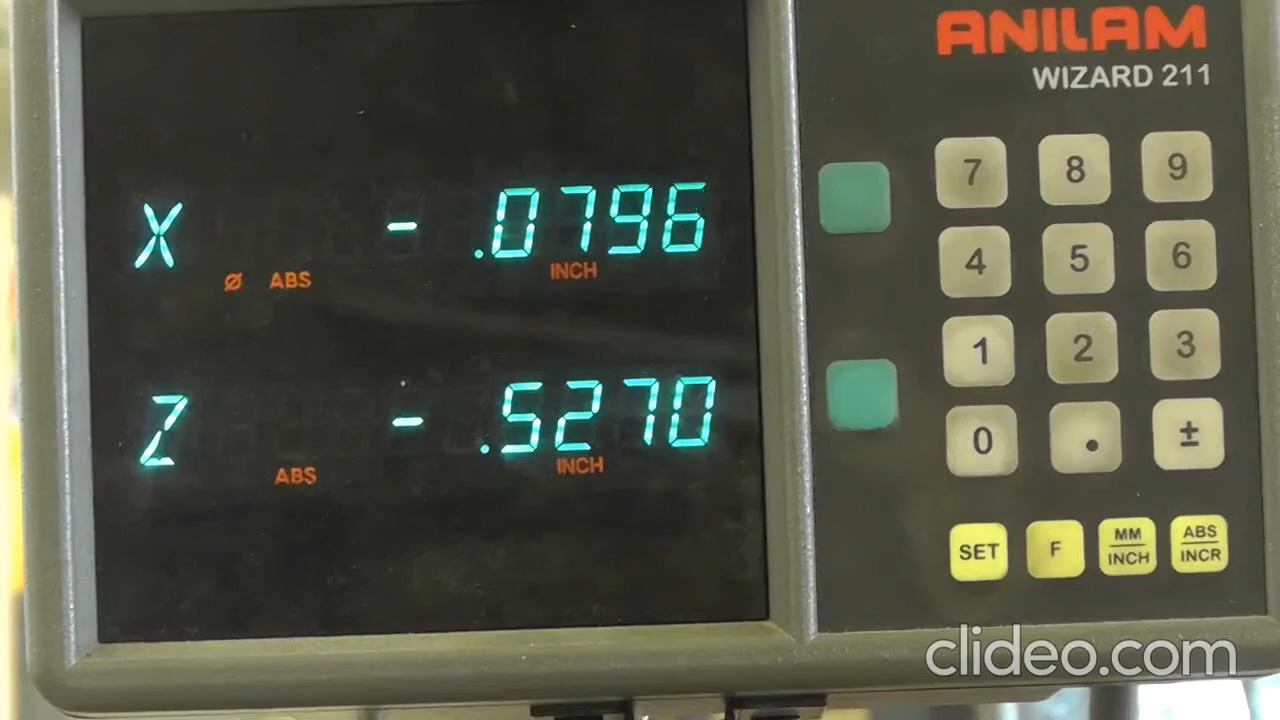 ANILAM
WIZARD 211
X - .0796
Ø ABS INCH
Z - .5270
ABS INCH
7 8 9
4 5 6
1 2 3
0 . ±
SET F MM INCH ABS INCR
clideo.com